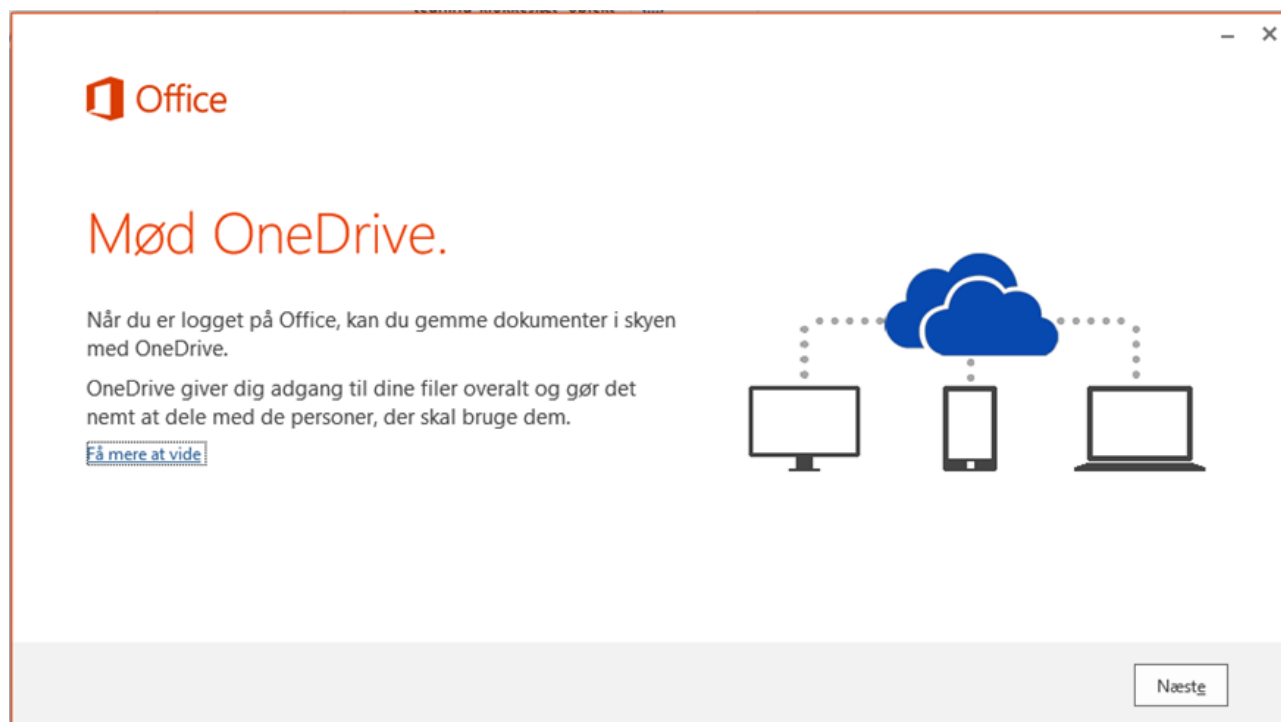 Office
Mød OneDrive.
Når du er logget på Office, kan du gemme dokumenter i skyen
med OneDrive.
OneDrive giver dig adgang til dine filer overalt og gør det
nemt at dele med de personer, der skal bruge dem.
Få mere at vide
Næste